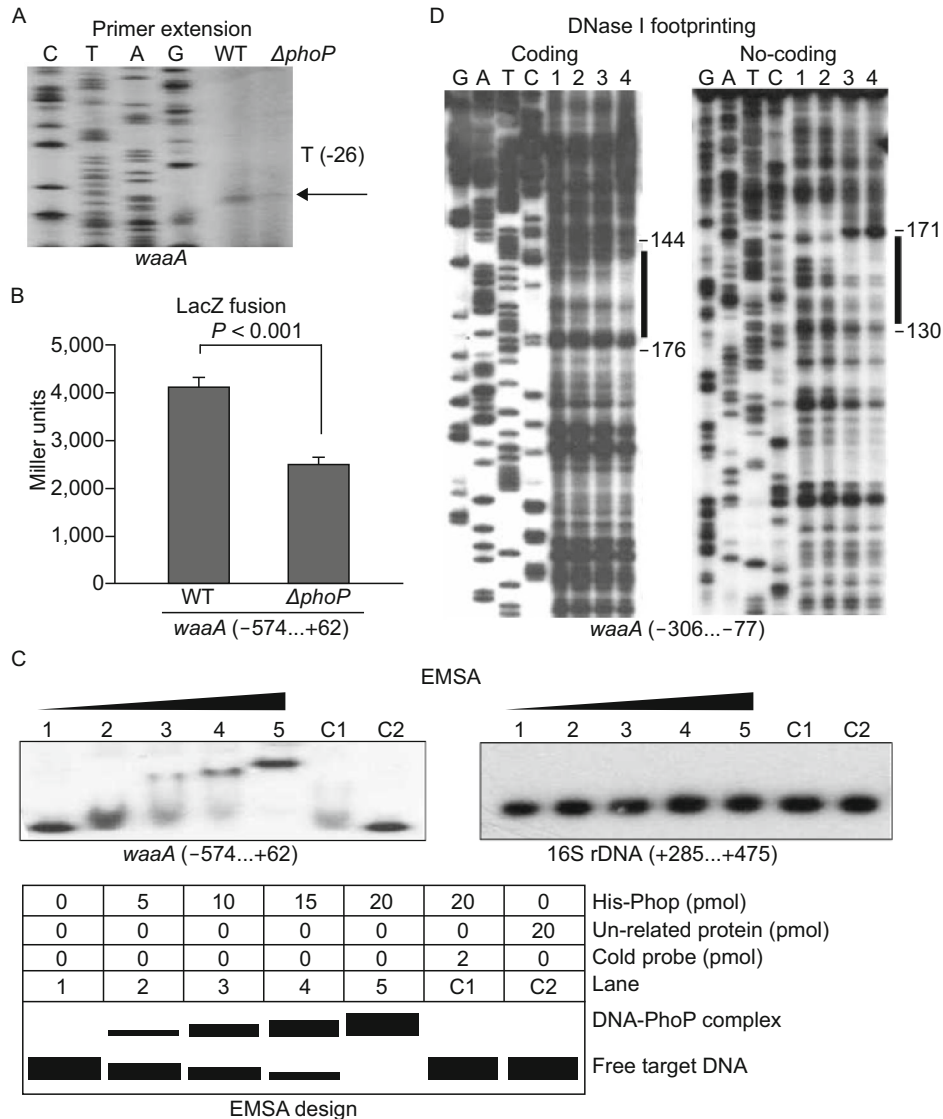 A
Primer extension
C T A G WT ΔphoP
T (-26)
waaA
B
LacZ fusion
P < 0.001
5,000
4,000
3,000
2,000
1,000
0
Miller units
WT ΔphoP
waaA (−574...+62)
C
EMSA
1 2 3 4 5 C1 C2
waaA (−574...+62)
1 2 3 4 5 C1 C2
16S rDNA (+285...+475)
0 5 10 15 20 20 0 His-Phop (pmol)
0 0 0 0 0 0 20 Un-related protein (pmol)
0 0 0 0 0 2 0 Cold probe (pmol)
1 2 3 4 5 C1 C2 Lane
DNA-PhoP complex
Free target DNA
EMSA design
D
DNase I footprinting
Coding
G A T C 1 2 3 4
−144
−176
No-coding
G A T C 1 2 3 4
−171
−130
waaA (−306...−77)